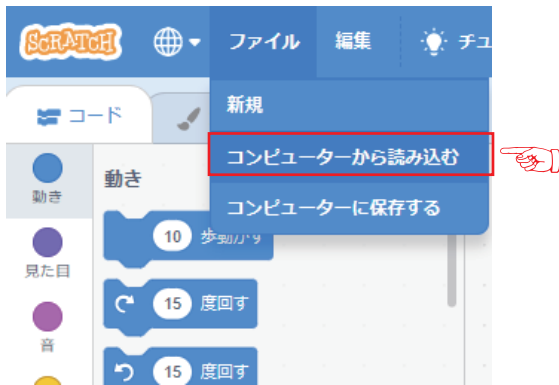 SCRATCH ファイル 編集 チュ
コード
新規
コンピューターから読み込む
コンピューターに保存する
動き
動き
10 歩動かす
見た目
15 度回す
音
15 度回す